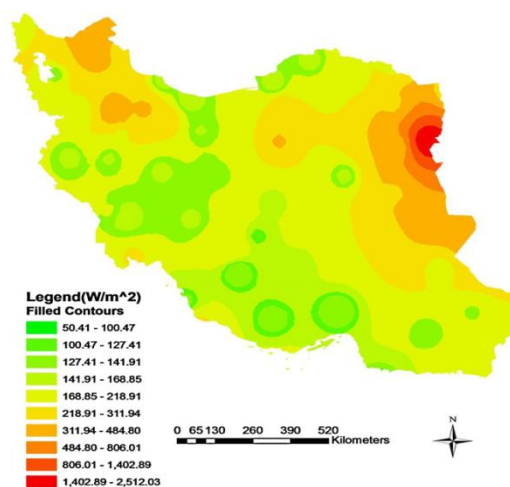 Legend(W/m^2)
Filled Contours
50.41 - 100.47
100.47 - 127.41
127.41 - 141.91
141.91 - 168.85
168.85 - 218.91
218.91 - 311.94
311.94 - 484.80
484.80 - 806.01
806.01 - 1,402.89
1,402.89 - 2,512.03
0 65 130 260 390 520
Kilometers
N